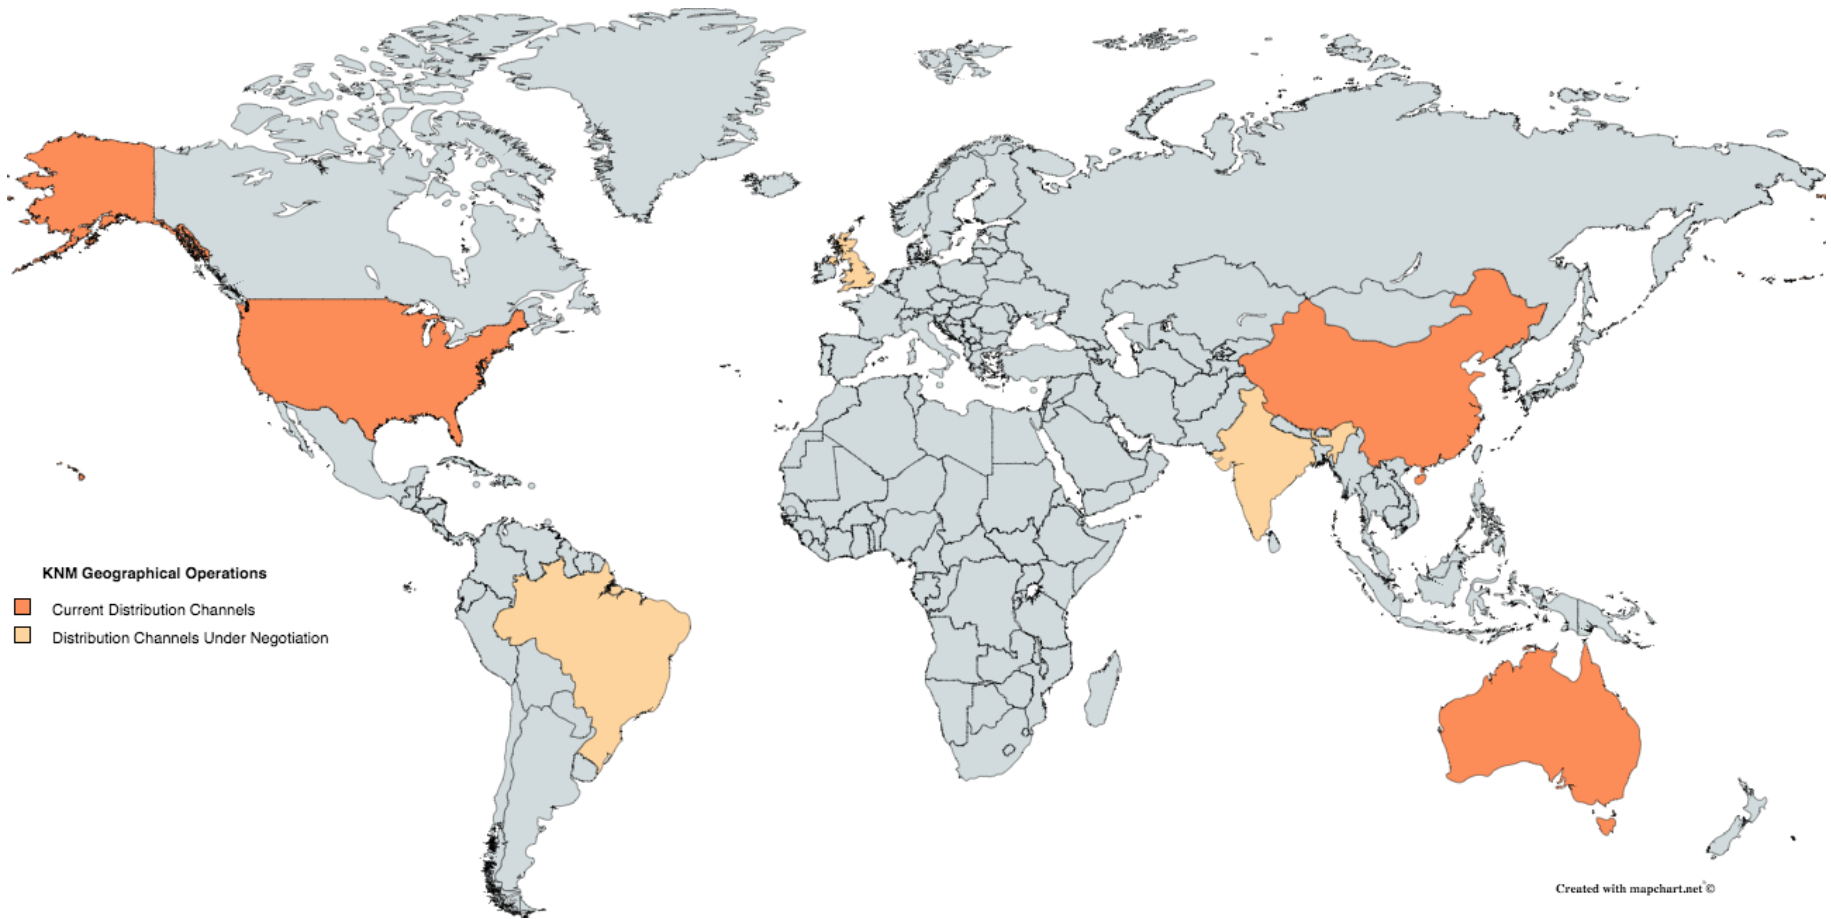 KNM Geographical Operations
Current Distribution Channels
Distribution Channels Under Negotiation
Created with mapchart.net ©